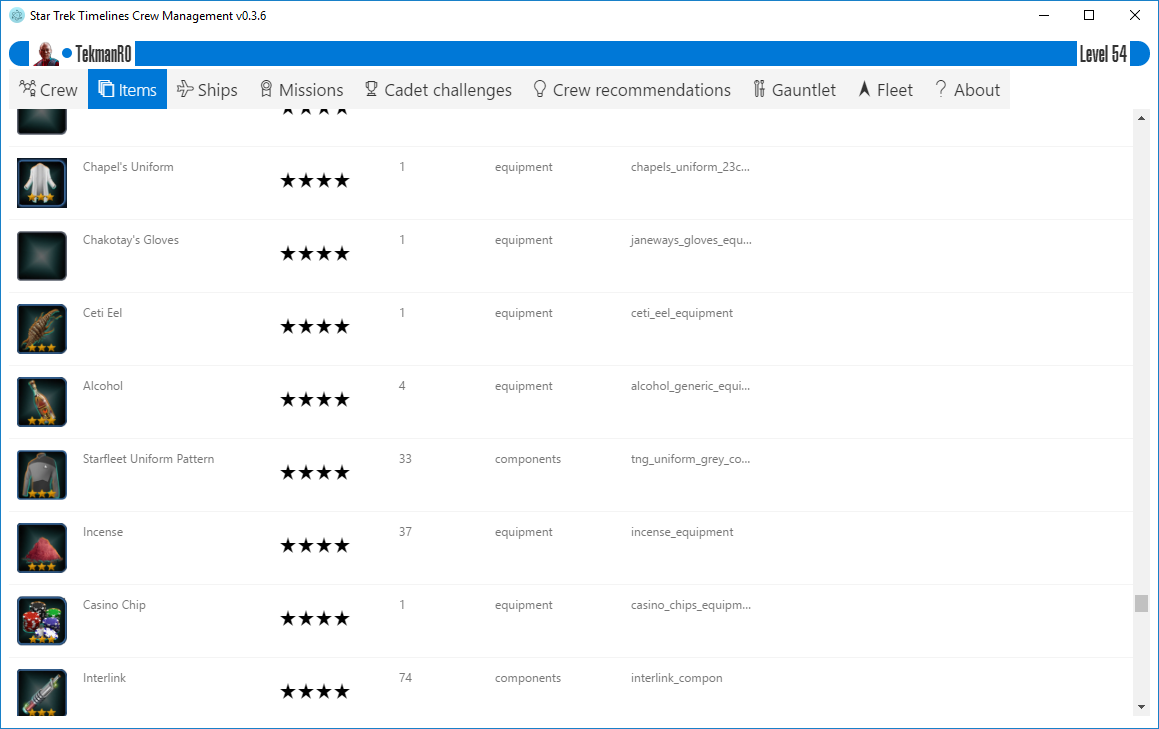 Star Trek Timelines Crew Management v0.3.6
TekmanRO Level 54
Crew Items Ships Missions Cadet challenges Crew recommendations Gauntlet Fleet ? About
★★★★
Chapel's Uniform ★★★★ 1 equipment chapels_uniform_23c...
Chakotay's Gloves ★★★★ 1 equipment janeways_gloves_equ...
Ceti Eel ★★★★ 1 equipment ceti_eel_equipment
Alcohol ★★★★ 4 equipment alcohol_generic_equi...
Starfleet Uniform Pattern ★★★★ 33 components tng_uniform_grey_co...
Incense ★★★★ 37 equipment incense_equipment
Casino Chip ★★★★ 1 equipment casino_chips_equipm...
Interlink ★★★★ 74 components interlink_compon